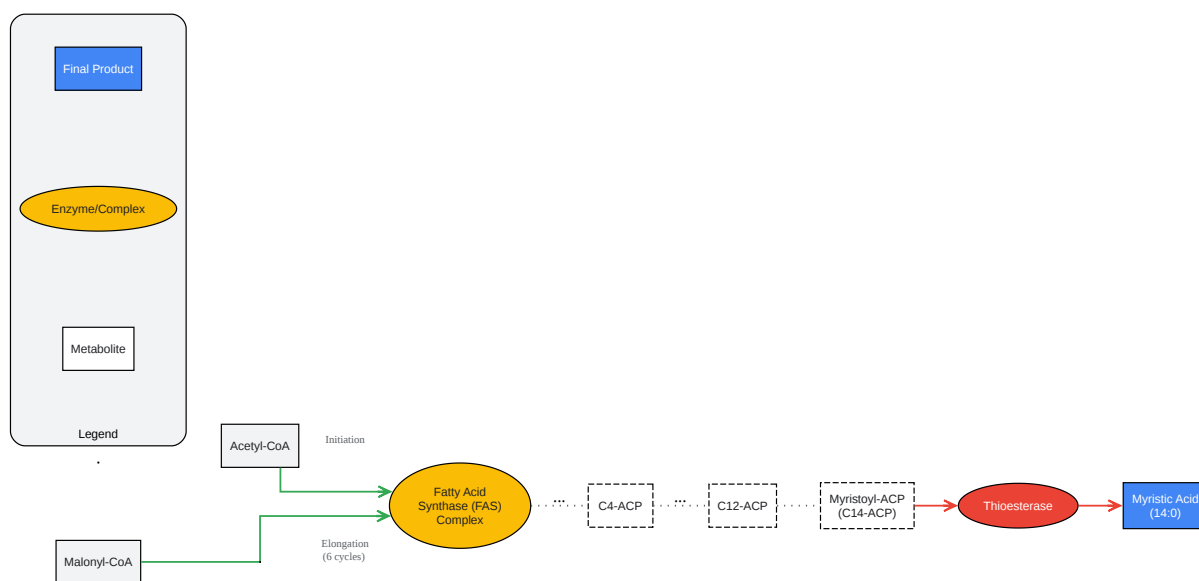 Final Product
Enzyme/Complex
Metabolite
Legend
.
Acetyl-CoA
Initiation
Fatty Acid
Synthase (FAS)
Complex
...
C4-ACP
...
C12-ACP
Myristoyl-ACP
(C14-ACP)
Thioesterase
Myristic Acid
(14:0)
Elongation
(6 cycles)
Malonyl-CoA